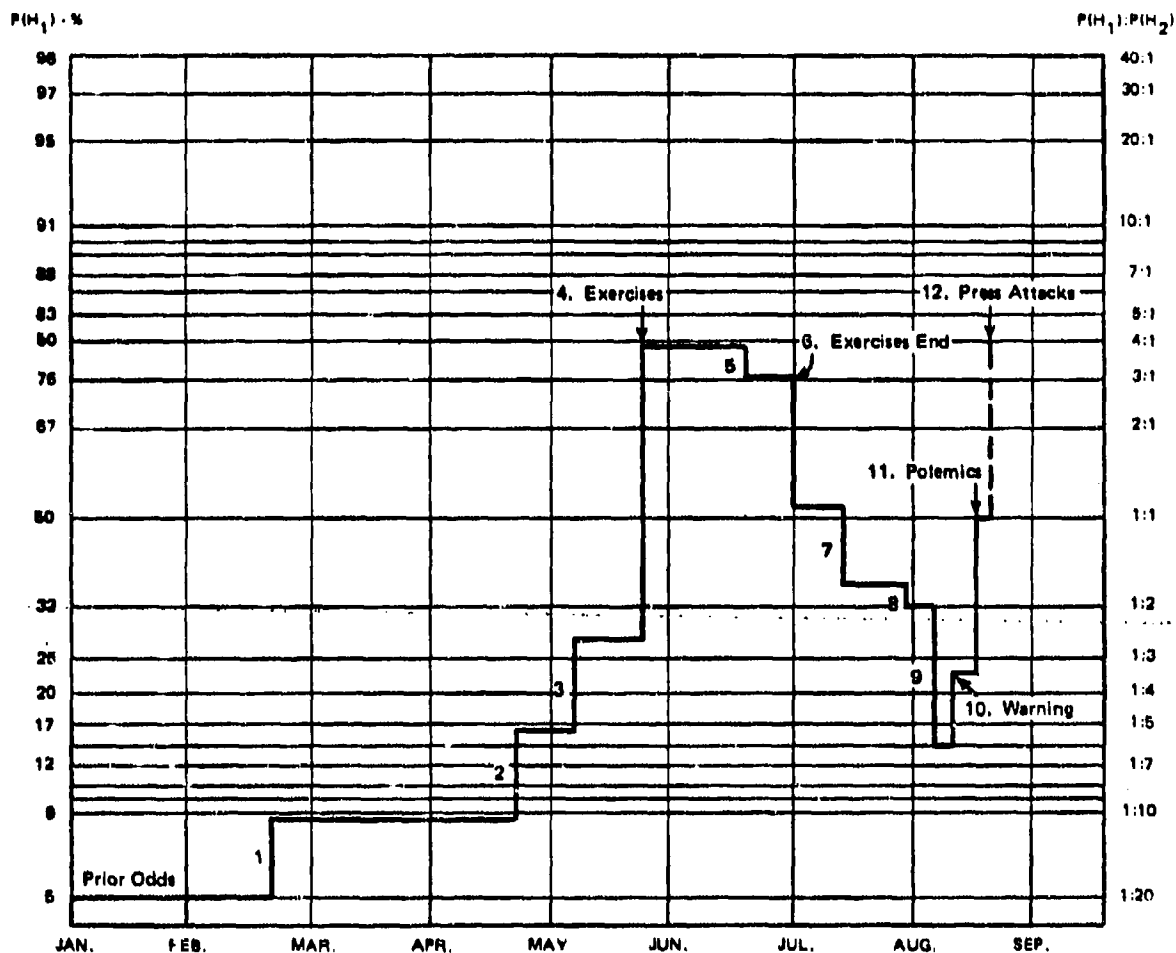 P(H1) - %
P(H1):P(H2)
98 40:1
97 30:1
95 20:1
91 10:1
88 7:1
4. Exercises
12. Press Attacks
83 5:1
80 4:1
6. Exercises End
5
76 3:1
67 2:1
11. Polemics
50 1:1
7
33 1:2
8
25 1:3
9
3
20 1:4
10. Warning
17 1:5
2
12 1:7
9 1:10
1
Prior Odds
5 1:20
JAN. FEB. MAR. APR. MAY JUN. JUL. AUG. SEP.